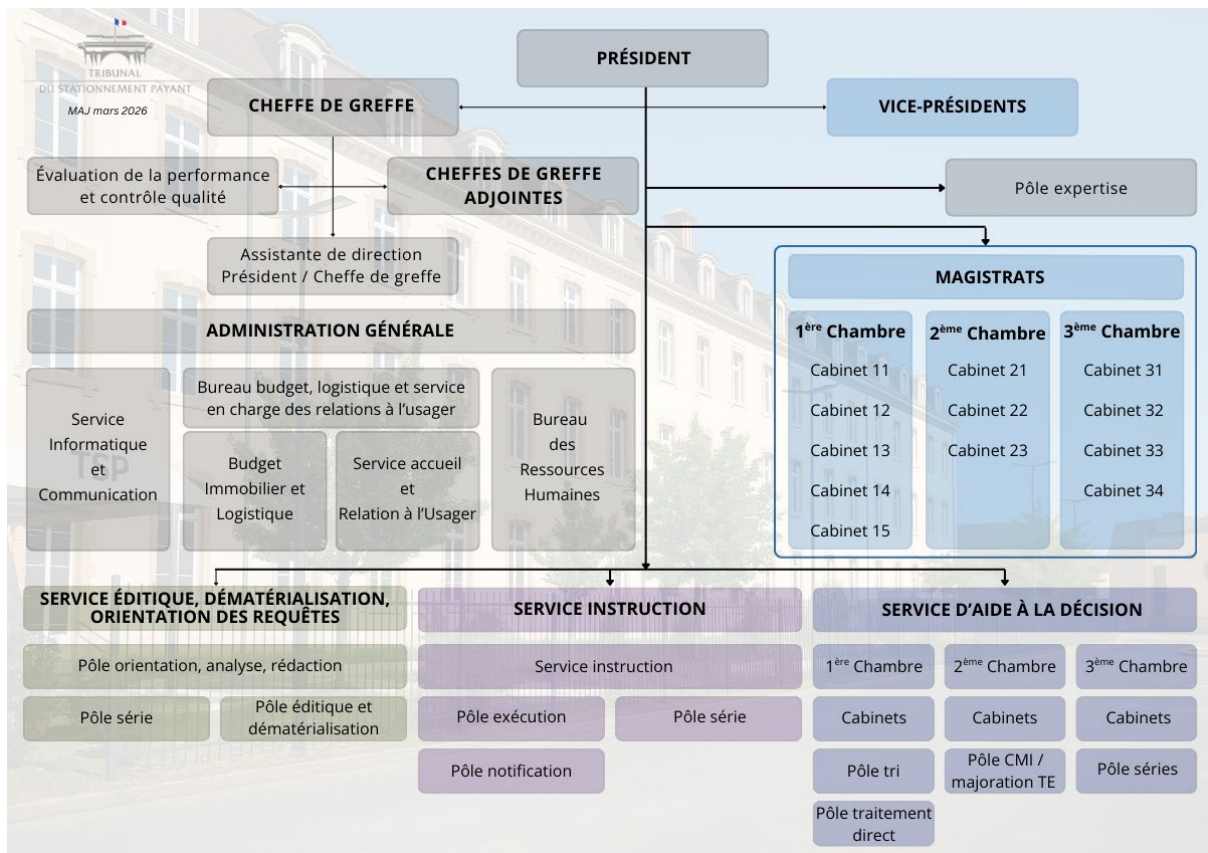 TRIBUNAL
DU STATIONNEMENT PAYANT
MAJ mars 2026
PRÉSIDENT
CHEFFE DE GREFFE
VICE-PRÉSIDENTS
Évaluation de la performance
et contrôle qualité
CHEFFES DE GREFFE
ADJOINTES
Pôle expertise
Assistante de direction
Président / Cheffe de greffe
MAGISTRATS
1ère Chambre
Cabinet 11
Cabinet 12
Cabinet 13
Cabinet 14
Cabinet 15
2ème Chambre
Cabinet 21
Cabinet 22
Cabinet 23
3ème Chambre
Cabinet 31
Cabinet 32
Cabinet 33
Cabinet 34
ADMINISTRATION GÉNÉRALE
Service
Informatique
et
Communication
TSP
Bureau budget, logistique et service
en charge des relations à l’usager
Budget
Immobilier et
Logistique
Service accueil
et
Relation à l’Usager
Bureau
des
Ressources
Humaines
SERVICE ÉDITIQUE, DÉMATÉRIALISATION,
ORIENTATION DES REQUÊTES
Pôle orientation, analyse, rédaction
Pôle série
Pôle éditique et
dématérialisation
SERVICE INSTRUCTION
Service instruction
Pôle exécution
Pôle série
Pôle notification
SERVICE D’AIDE À LA DÉCISION
1ère Chambre
Cabinets
Pôle tri
Pôle traitement
direct
2ème Chambre
Cabinets
Pôle CMI /
majoration TE
3ème Chambre
Cabinets
Pôle séries